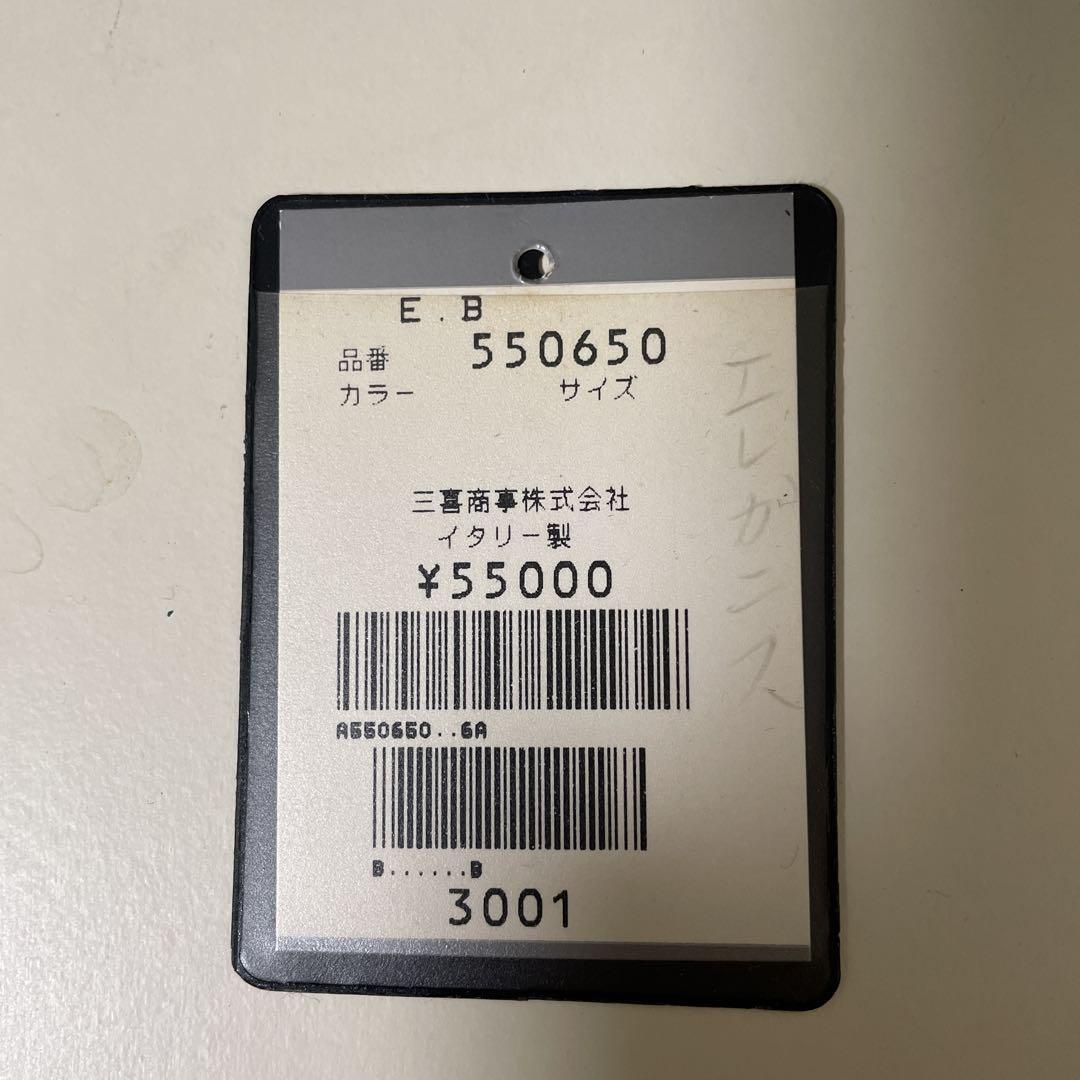 E.B
品番 550650
カラー サイズ
三喜商事株式会社
イタリー製
¥55000
A550650..6A
B......B
3001
エレガンス